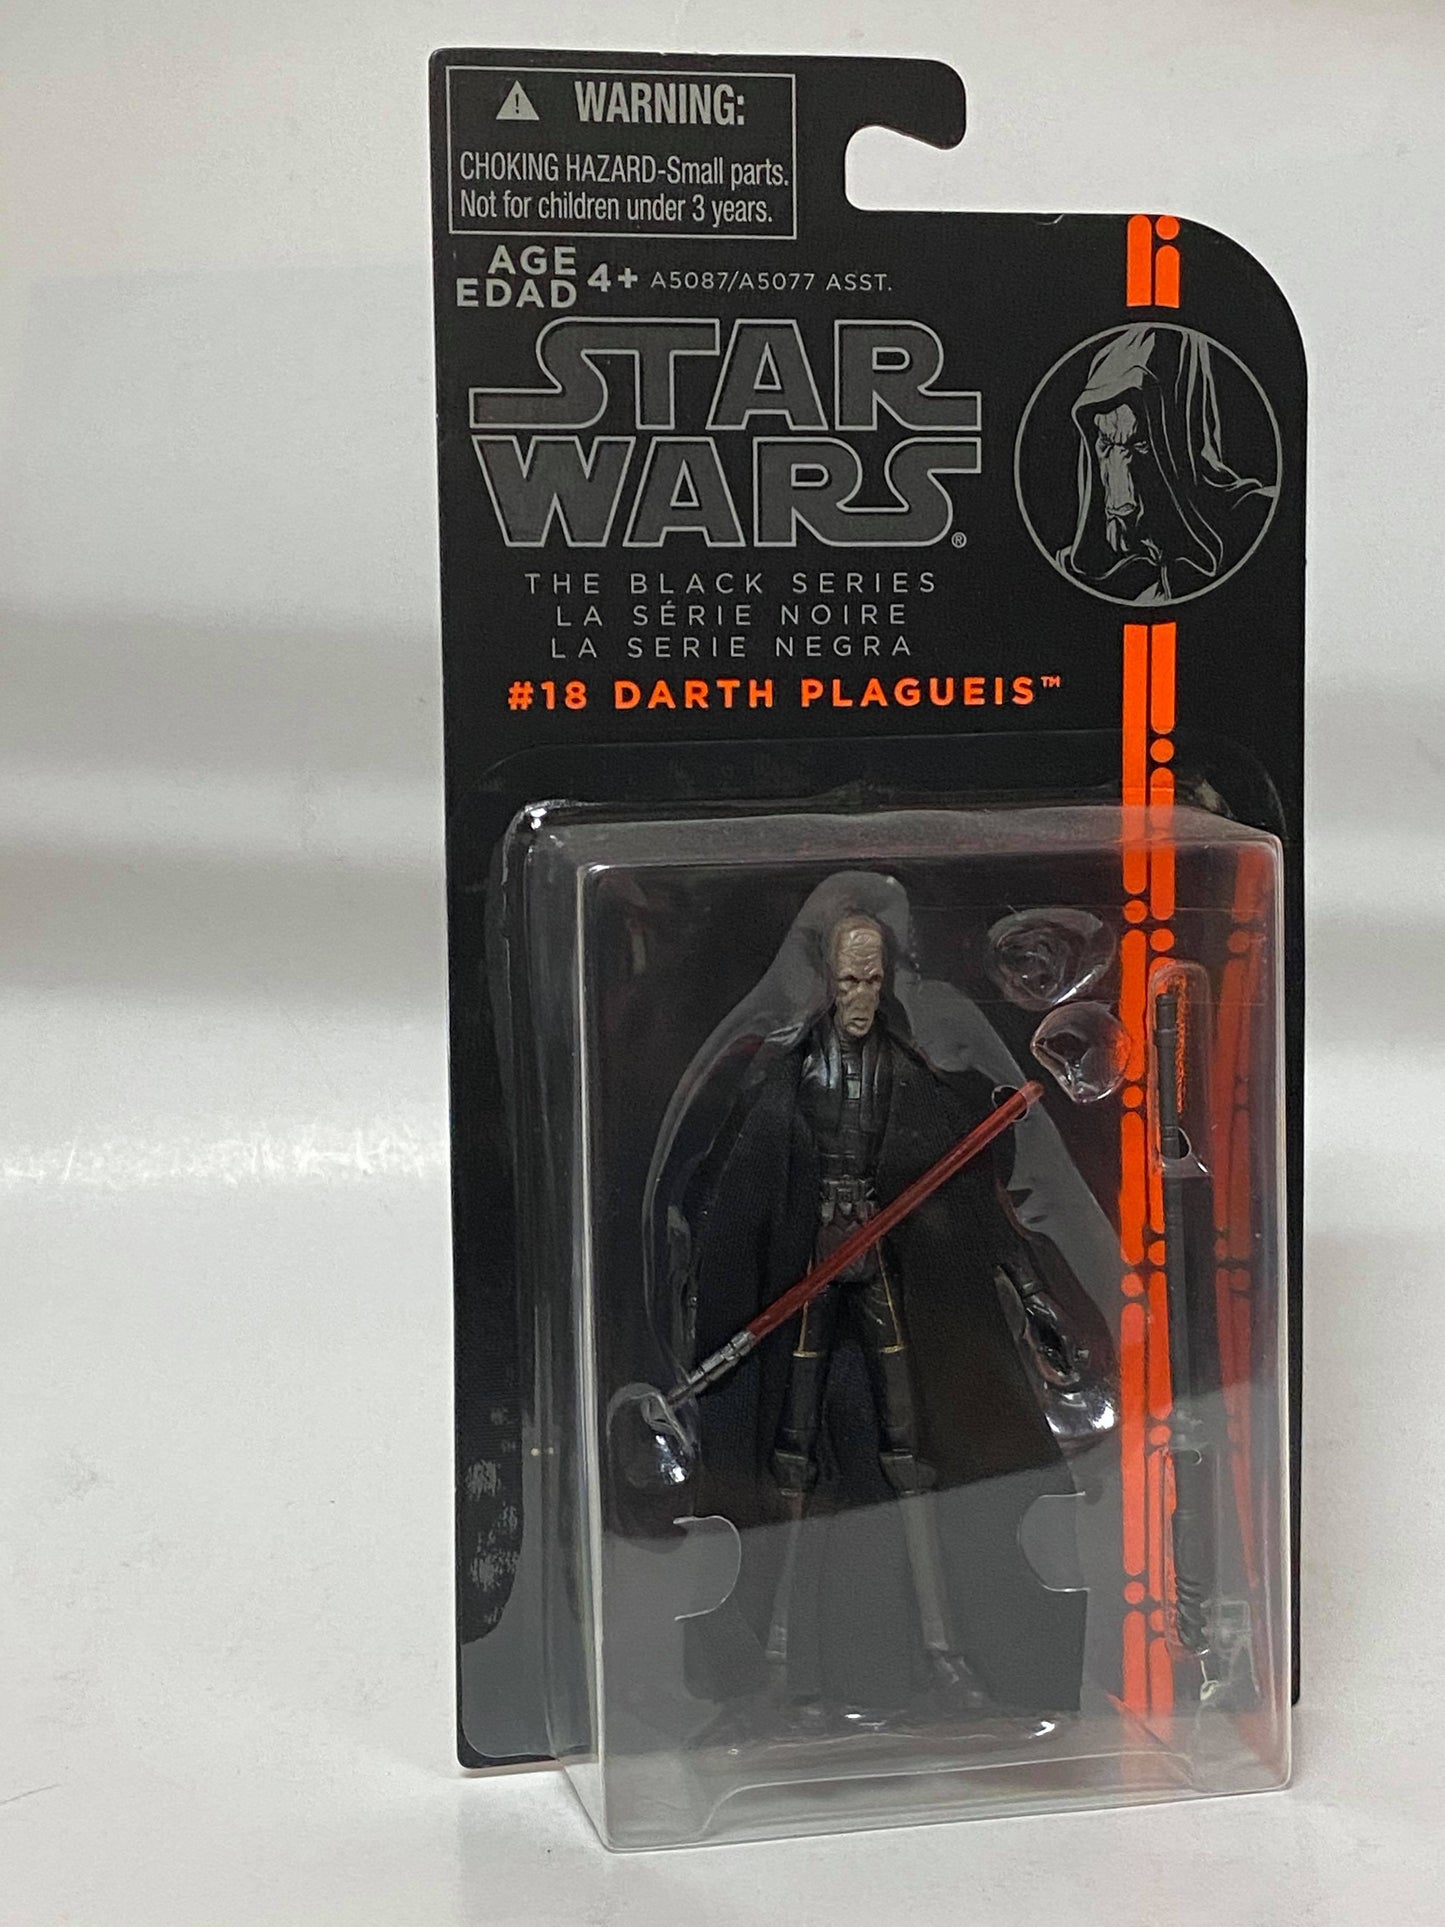 WARNING:
CHOKING HAZARD-Small parts.
Not for children under 3 years.
AGE
EDAD 4+ A5087/A5077 ASST.
STAR
WARS®
THE BLACK SERIES
LA SÉRIE NOIRE
LA SERIE NEGRA
#18 DARTH PLAGUEIS™